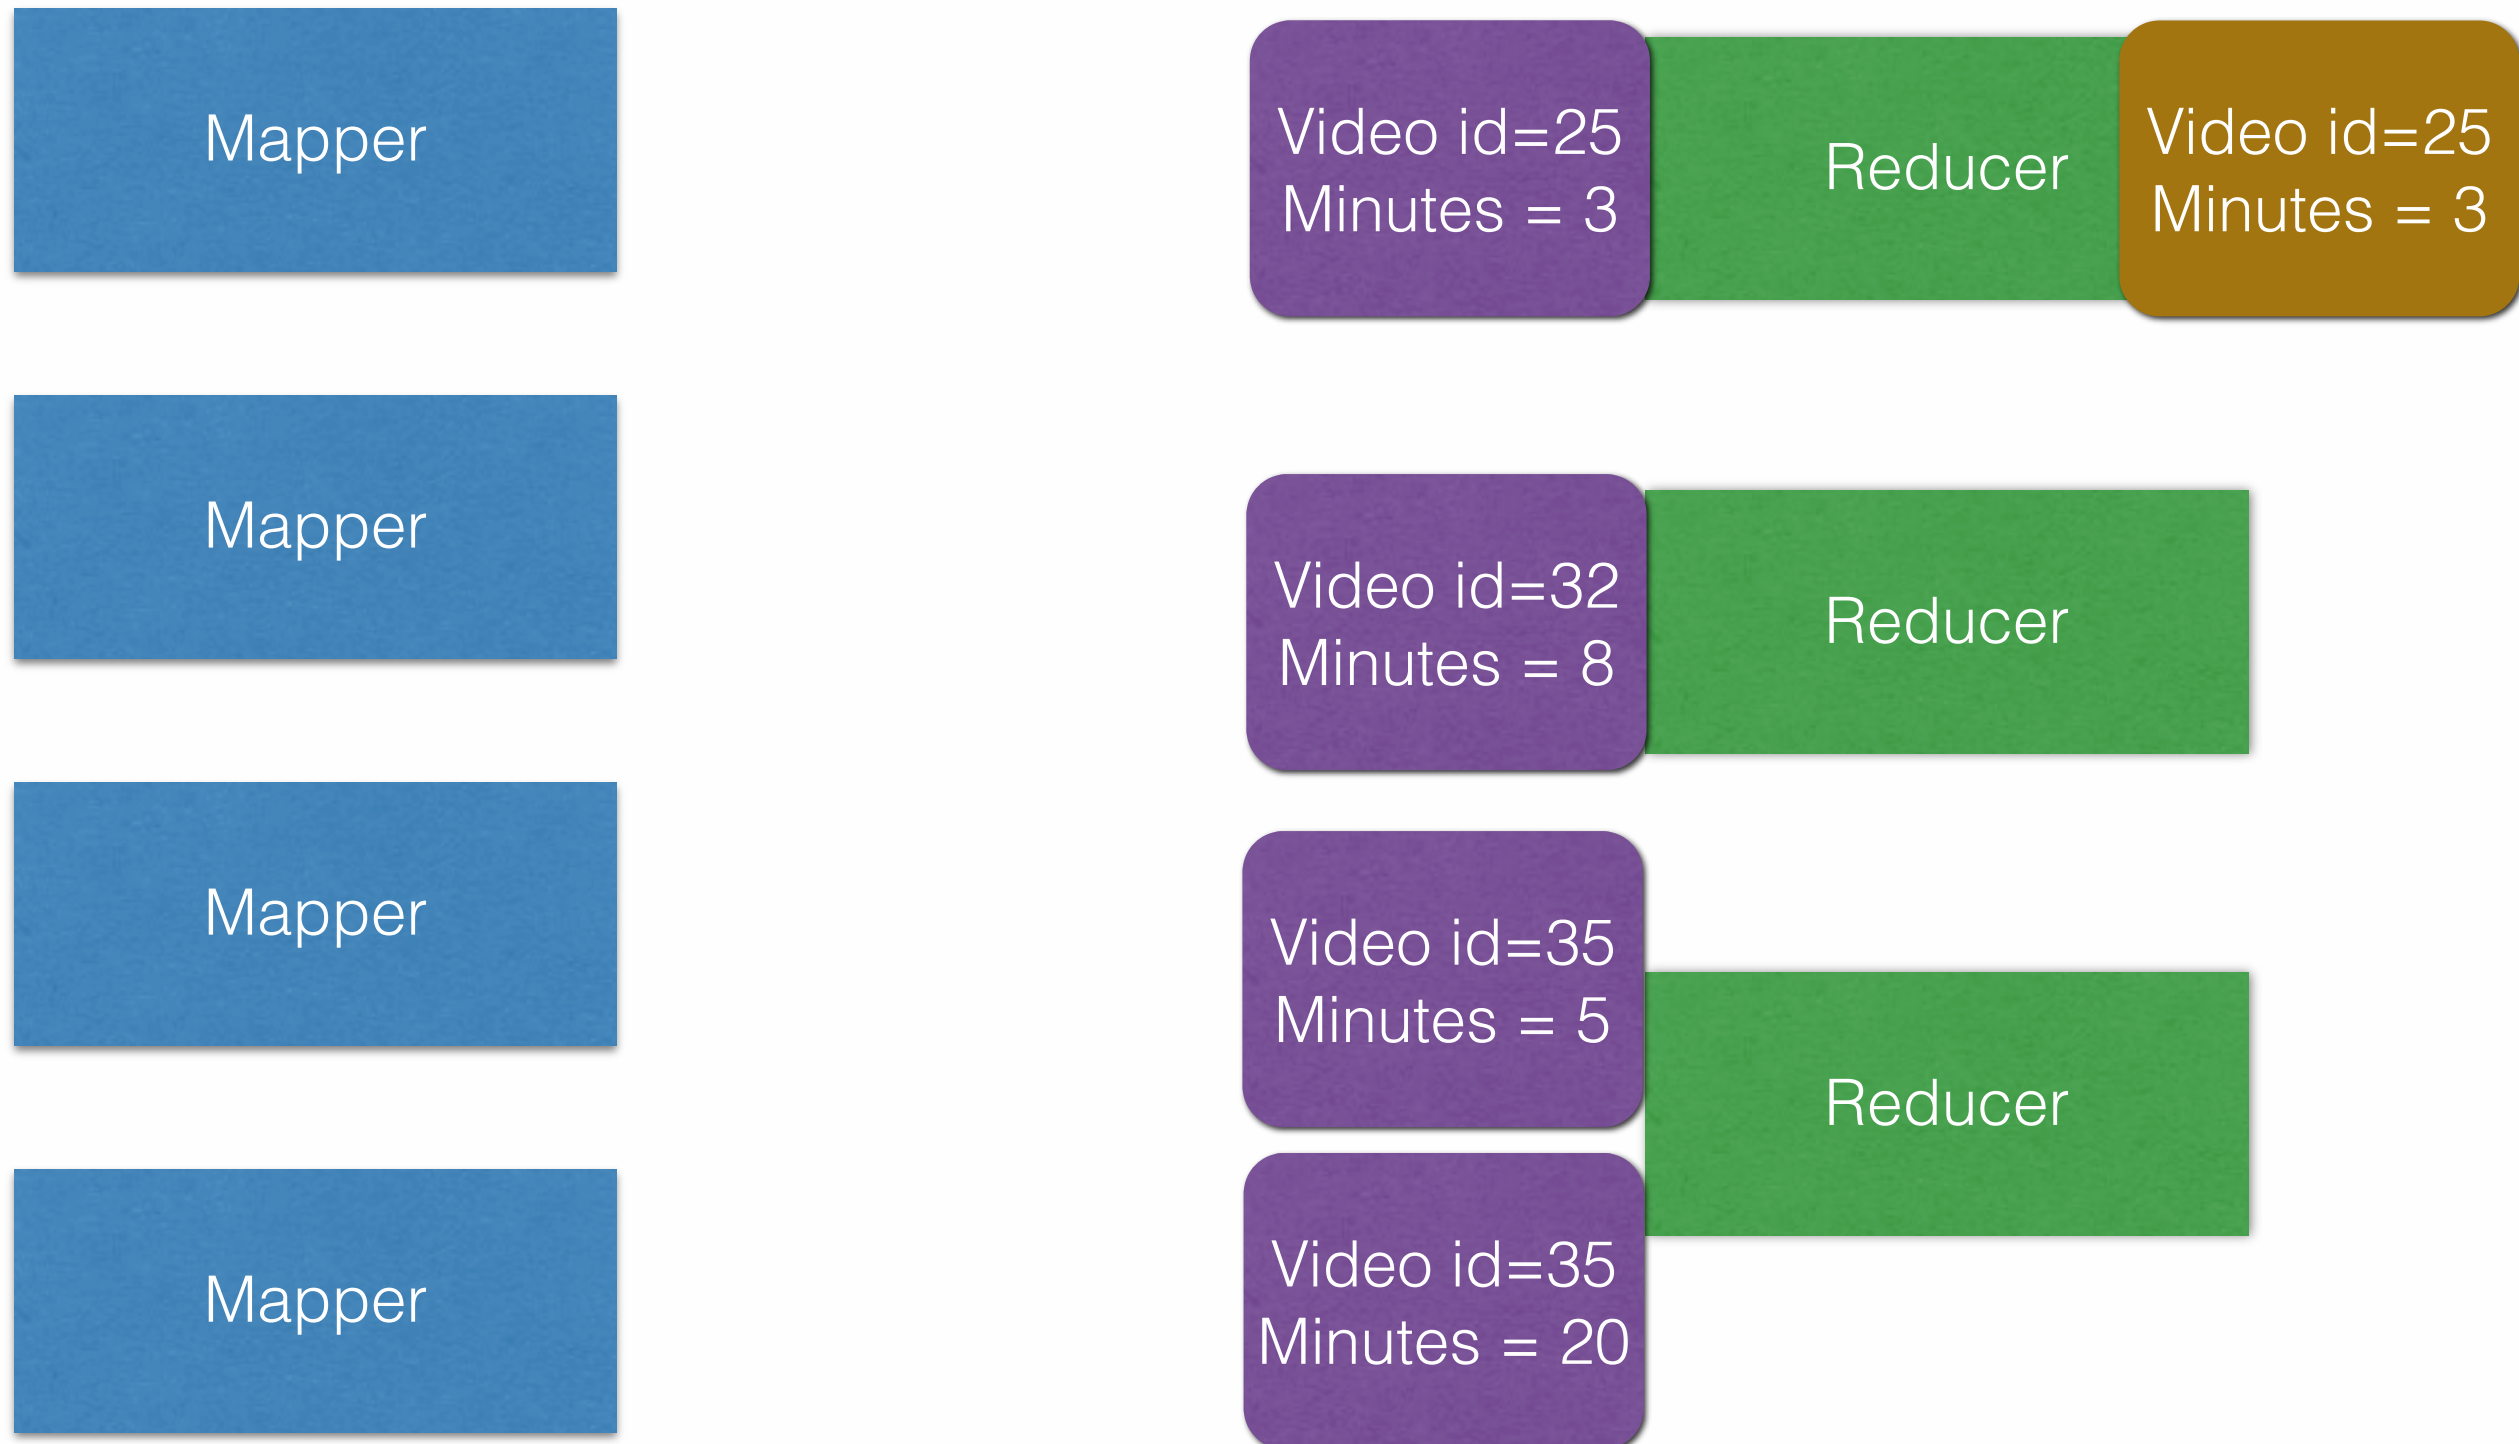 Mapper
Video id=25
Minutes = 3
Reducer
Video id=25
Minutes = 3
Mapper
Video id=32
Minutes = 8
Reducer
Mapper
Video id=35
Minutes = 5
Reducer
Mapper
Video id=35
Minutes = 20